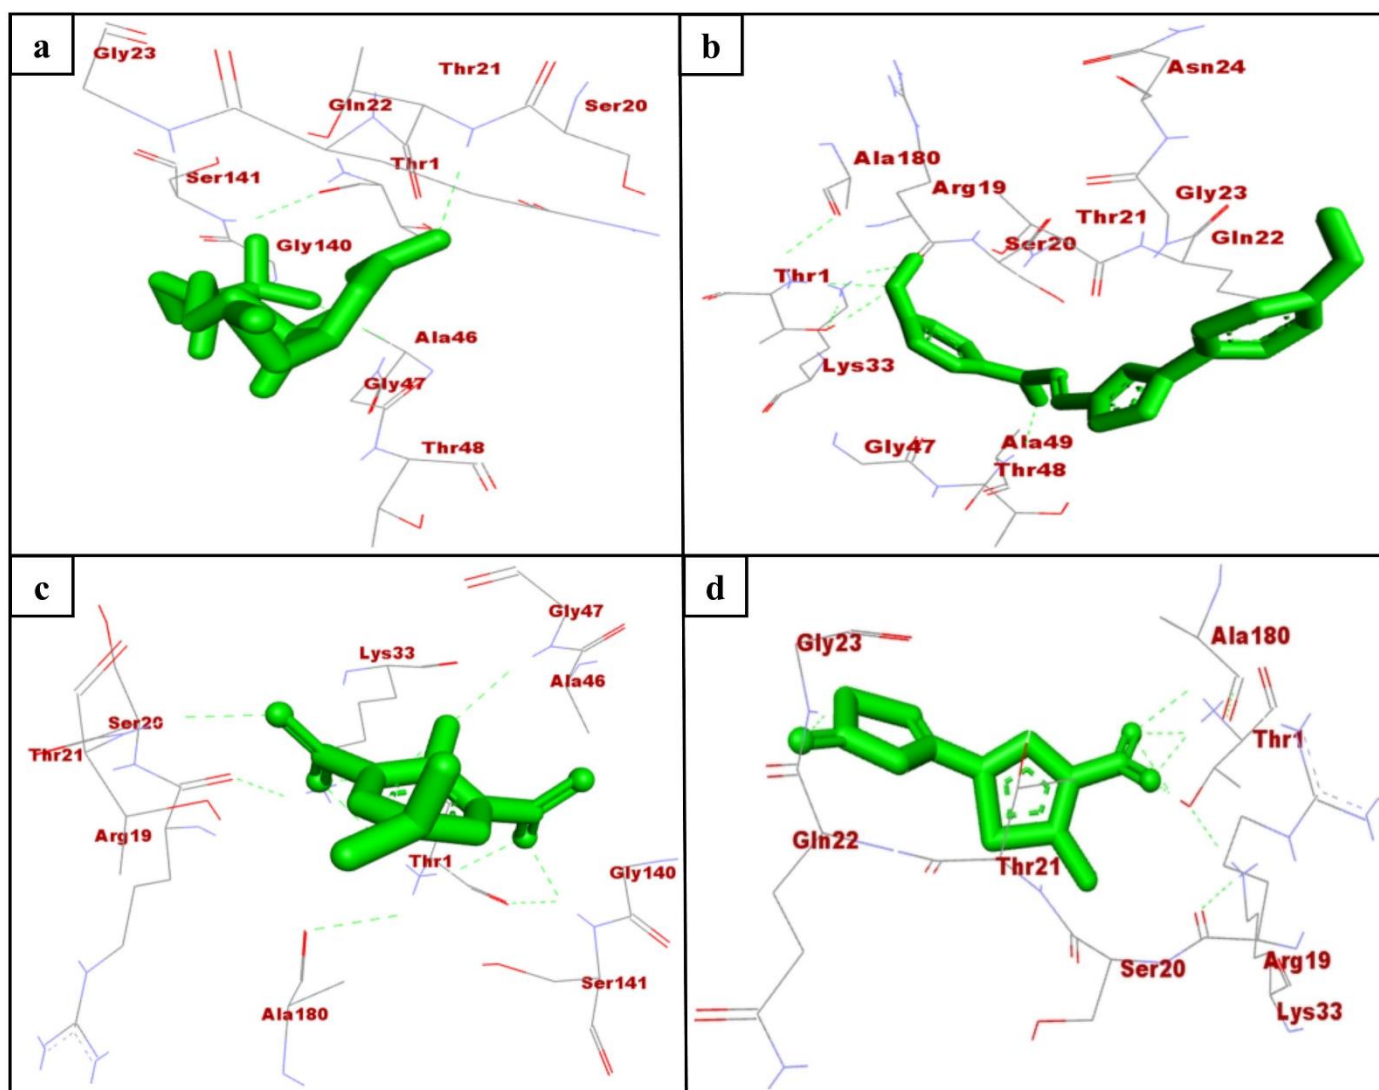 a
Gly23
Thr21
Gln22
Ser20
Thr1
Ser141
Gly140
Ala46
Gly47
Thr48
b
Asn24
Ala180
Arg19
Gly23
Thr21
Ser20
Gln22
Thr1
Lys33
Gly47
Ala49
Thr48
c
Gly47
Lys33
Ala46
Ser20
Thr21
Arg19
Thr1
Gly140
Ser141
Ala180
d
Gly23
Ala180
Thr1
Gln22
Thr21
Ser20
Arg19
Lys33